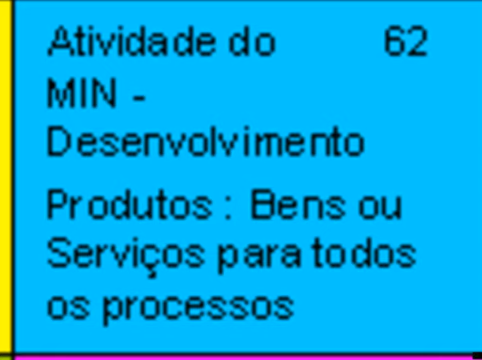 Atividade do 62
MIN -
Desenvolvimento
Produtos : Bens ou
Serviços para todos
os processos